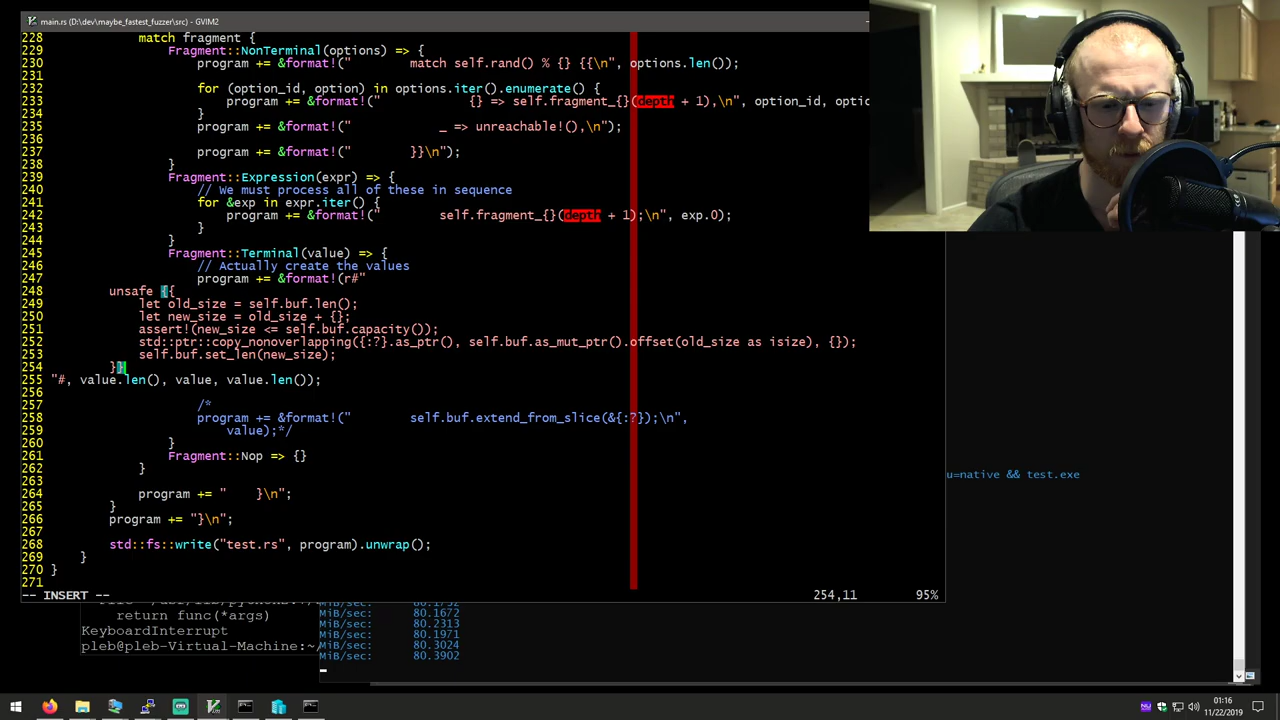 main.rs (D:\dev\maybe_fastest_fuzzer\src) - GVIM2
228 match fragment {
229 Fragment::NonTerminal(options) => {
230 program += &format!("        match self.rand() % {} {{\n", options.len());
231
232 for (option_id, option) in options.iter().enumerate() {
233 program += &format!("            {} => self.fragment_{}(depth + 1),\n", option_id, optio
234 }
235 program += &format!("            _ => unreachable!(),\n");
236
237 program += &format!("        }}\n");
238 }
239 Fragment::Expression(expr) => {
240 // We must process all of these in sequence
241 for &exp in expr.iter() {
242 program += &format!("        self.fragment_{}(depth + 1);\n", exp.0);
243 }
244 }
245 Fragment::Terminal(value) => {
246 // Actually create the values
247 program += &format!(r#"
248 unsafe {{
249 let old_size = self.buf.len();
250 let new_size = old_size + {};
251 assert!(new_size <= self.buf.capacity());
252 std::ptr::copy_nonoverlapping({:?}.as_ptr(), self.buf.as_mut_ptr().offset(old_size as isize), {});
253 self.buf.set_len(new_size);
254 }}
255 "#, value.len(), value, value.len());
256
257 /*
258 program += &format!("        self.buf.extend_from_slice(&{:?});\n",
259 value);*/
260 }
261 Fragment::Nop => {}
262 }
263
264 program += "    }\n";
265 }
266 program += "}\n";
267
268 std::fs::write("test.rs", program).unwrap();
269 }
270 }
271
-- INSERT -- 254,11 95%
u=native && test.exe
return func(*args)
KeyboardInterrupt
pleb@pleb-Virtual-Machine:~/
MiB/sec: 80.1752
MiB/sec: 80.1672
MiB/sec: 80.2313
MiB/sec: 80.1971
MiB/sec: 80.3024
MiB/sec: 80.3902
01:16
11/22/2019